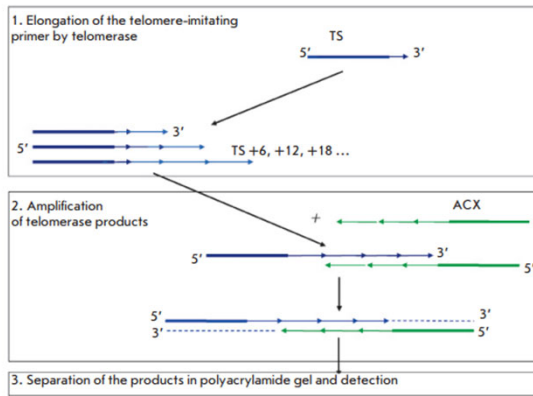 1. Elongation of the telomere-imitating
primer by telomerase
TS
5′ 3′
3′
5′
TS +6, +12, +18 ...
2. Amplification
of telomerase products
ACX
+
5′ 3′
5′
5′ 3′
3′ 5′
3. Separation of the products in polyacrylamide gel and detection